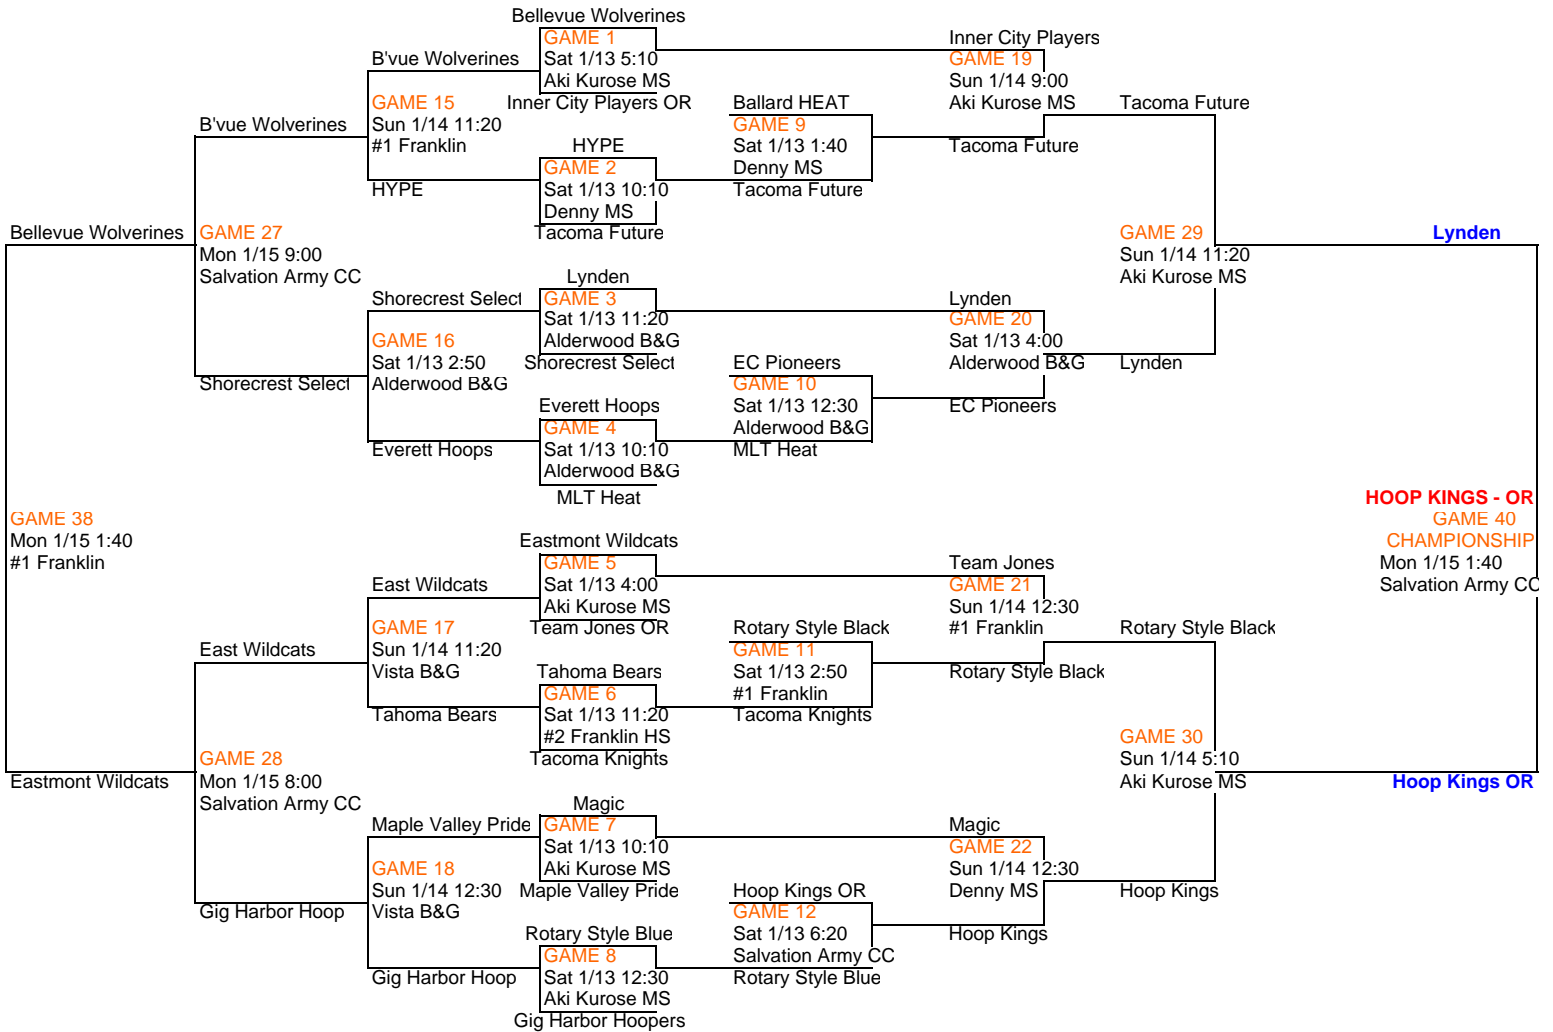 Bellevue Wolverines
GAME 1
Sat 1/13 5:10
Aki Kurose MS
Inner City Players OR
HYPE
GAME 2
Sat 1/13 10:10
Denny MS
Tacoma Future
Lynden
GAME 3
Sat 1/13 11:20
Alderwood B&G
Shorecrest Select
Everett Hoops
GAME 4
Sat 1/13 10:10
Alderwood B&G
MLT Heat
Eastmont Wildcats
GAME 5
Sat 1/13 4:00
Aki Kurose MS
Team Jones OR
Tahoma Bears
GAME 6
Sat 1/13 11:20
#2 Franklin HS
Tacoma Knights
Magic
GAME 7
Sat 1/13 10:10
Aki Kurose MS
Maple Valley Pride
Rotary Style Blue
GAME 8
Sat 1/13 12:30
Aki Kurose MS
Gig Harbor Hoopers
B'vue Wolverines
GAME 15
Sun 1/14 11:20
#1 Franklin
HYPE
Shorecrest Select
GAME 16
Sat 1/13 2:50
Alderwood B&G
Everett Hoops
East Wildcats
GAME 17
Sun 1/14 11:20
Vista B&G
Tahoma Bears
Maple Valley Pride
GAME 18
Sun 1/14 12:30
Vista B&G
Gig Harbor Hoop
B'vue Wolverines
GAME 27
Mon 1/15 9:00
Salvation Army CC
Shorecrest Select
East Wildcats
GAME 28
Mon 1/15 8:00
Salvation Army CC
Gig Harbor Hoop
Bellevue Wolverines
GAME 38
Mon 1/15 1:40
#1 Franklin
Eastmont Wildcats
Ballard HEAT
GAME 9
Sat 1/13 1:40
Denny MS
Tacoma Future
EC Pioneers
GAME 10
Sat 1/13 12:30
Alderwood B&G
MLT Heat
Rotary Style Black
GAME 11
Sat 1/13 2:50
#1 Franklin
Tacoma Knights
Hoop Kings OR
GAME 12
Sat 1/13 6:20
Salvation Army CC
Rotary Style Blue
Inner City Players
GAME 19
Sun 1/14 9:00
Aki Kurose MS
Tacoma Future
Lynden
GAME 20
Sat 1/13 4:00
Alderwood B&G
EC Pioneers
Team Jones
GAME 21
Sun 1/14 12:30
#1 Franklin
Rotary Style Black
Magic
GAME 22
Sun 1/14 12:30
Denny MS
Hoop Kings
Tacoma Future
GAME 29
Sun 1/14 11:20
Aki Kurose MS
Lynden
Rotary Style Black
GAME 30
Sun 1/14 5:10
Aki Kurose MS
Hoop Kings
Lynden
HOOP KINGS - OR
GAME 40
CHAMPIONSHIP
Mon 1/15 1:40
Salvation Army CC
Hoop Kings OR